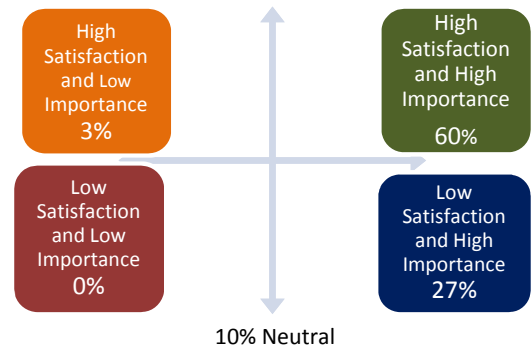 High
Satisfaction
and Low
Importance
3%
High
Satisfaction
and High
Importance
60%
Low
Satisfaction
and Low
Importance
0%
Low
Satisfaction
and High
Importance
27%
10% Neutral